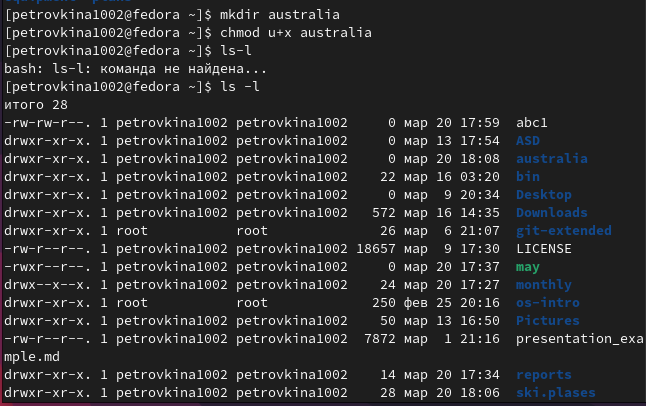 [petrovkina1002@fedora ~]$ mkdir australia
[petrovkina1002@fedora ~]$ chmod u+x australia
[petrovkina1002@fedora ~]$ ls-l
bash: ls-l: команда не найдена...
[petrovkina1002@fedora ~]$ ls -l
итого 28
-rw-rw-r--. 1 petrovkina1002 petrovkina1002     0 мар 20 17:59  abc1
drwxr-xr-x. 1 petrovkina1002 petrovkina1002     0 мар 13 17:54  ASD
drwxr-xr-x. 1 petrovkina1002 petrovkina1002     0 мар 20 18:08  australia
drwxr-xr-x. 1 petrovkina1002 petrovkina1002    22 мар 16 03:20  bin
drwxr-xr-x. 1 petrovkina1002 petrovkina1002     0 мар  9 20:34  Desktop
drwxr-xr-x. 1 petrovkina1002 petrovkina1002   572 мар 16 14:35  Downloads
drwxr-xr-x. 1 root           root              26 мар  6 21:07  git-extended
-rw-r--r--. 1 petrovkina1002 petrovkina1002 18657 мар  9 17:30  LICENSE
-rwxr--r--. 1 petrovkina1002 petrovkina1002     0 мар 20 17:37  may
drwx--x--x. 1 petrovkina1002 petrovkina1002    24 мар 20 17:27  monthly
drwxr-xr-x. 1 root           root             250 фев 25 20:16  os-intro
drwxr-xr-x. 1 petrovkina1002 petrovkina1002    50 мар 13 16:50  Pictures
-rw-r--r--. 1 petrovkina1002 petrovkina1002  7872 мар  1 21:16  presentation_exa
mple.md
drwxr-xr-x. 1 petrovkina1002 petrovkina1002    14 мар 20 17:34  reports
drwxr-xr-x. 1 petrovkina1002 petrovkina1002    28 мар 20 18:06  ski.plases